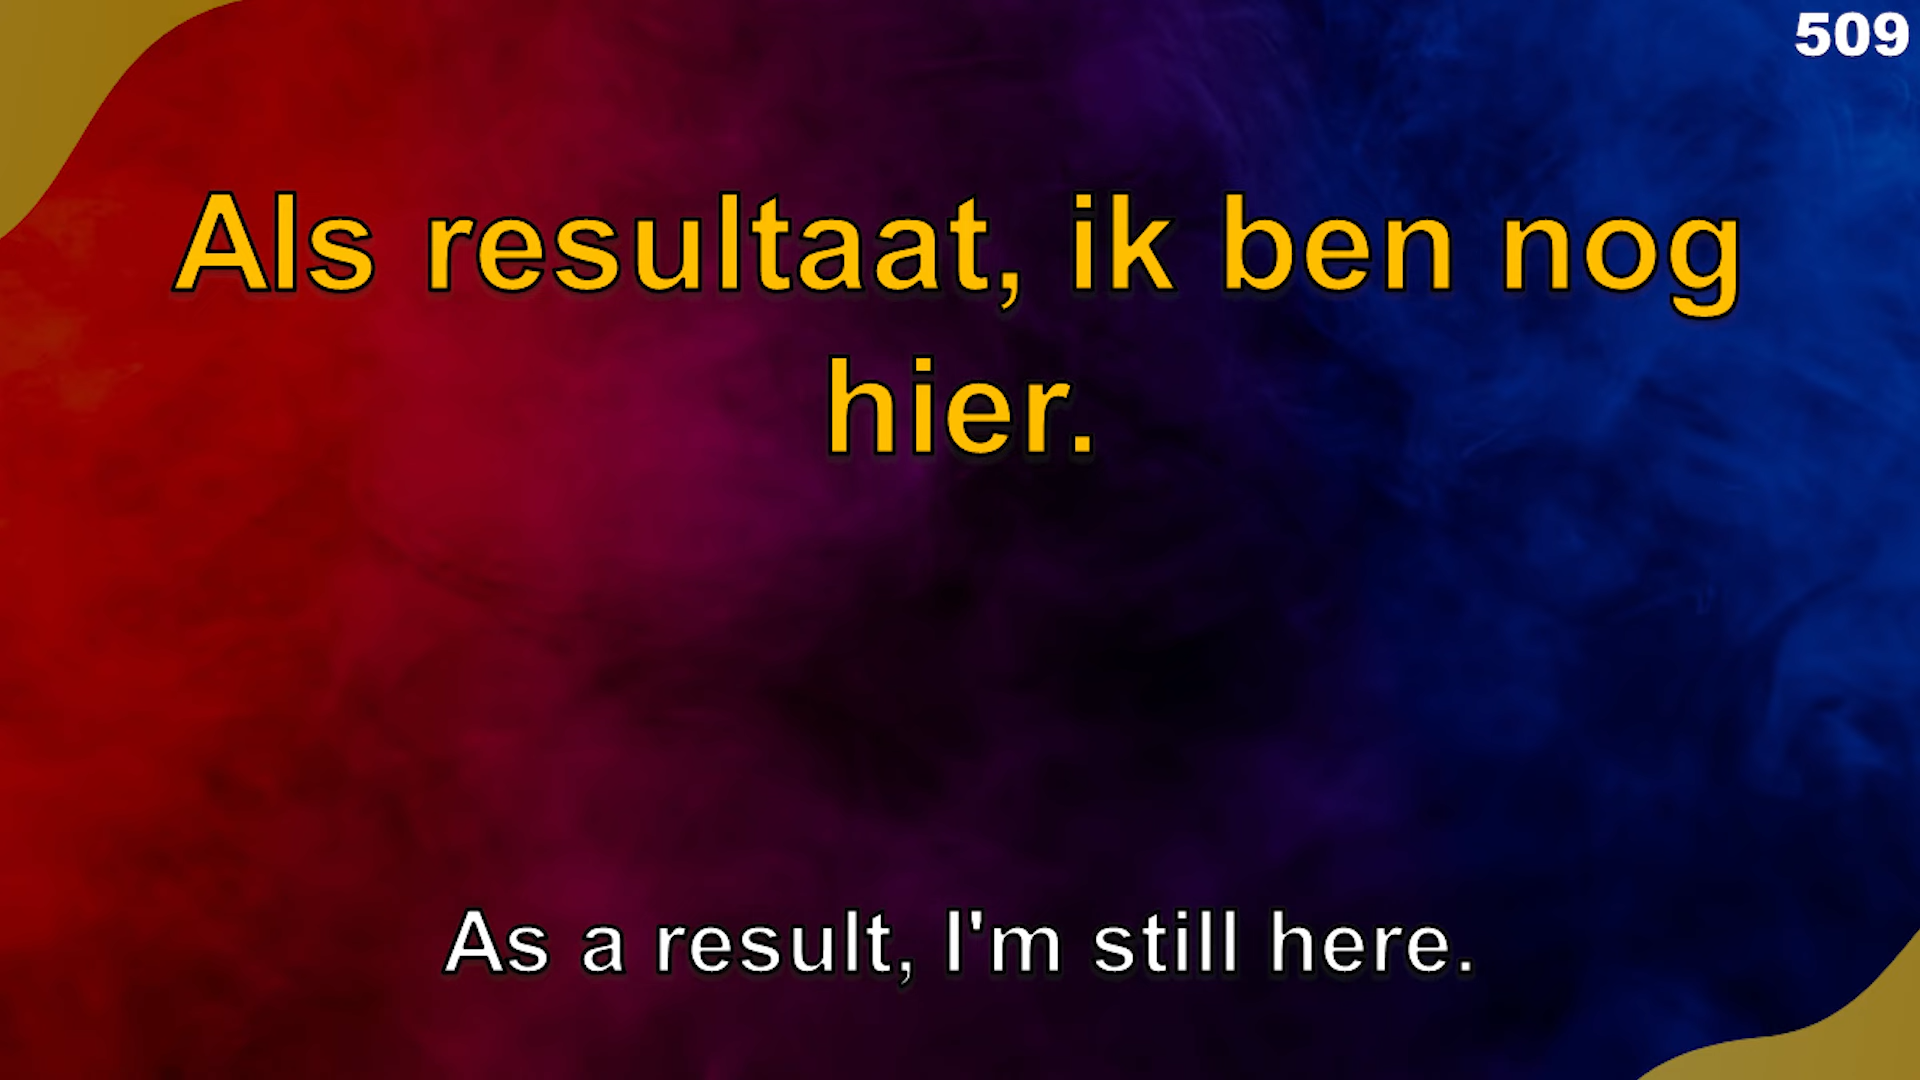 509
Als resultaat, ik ben nog
hier.
As a result, I'm still here.